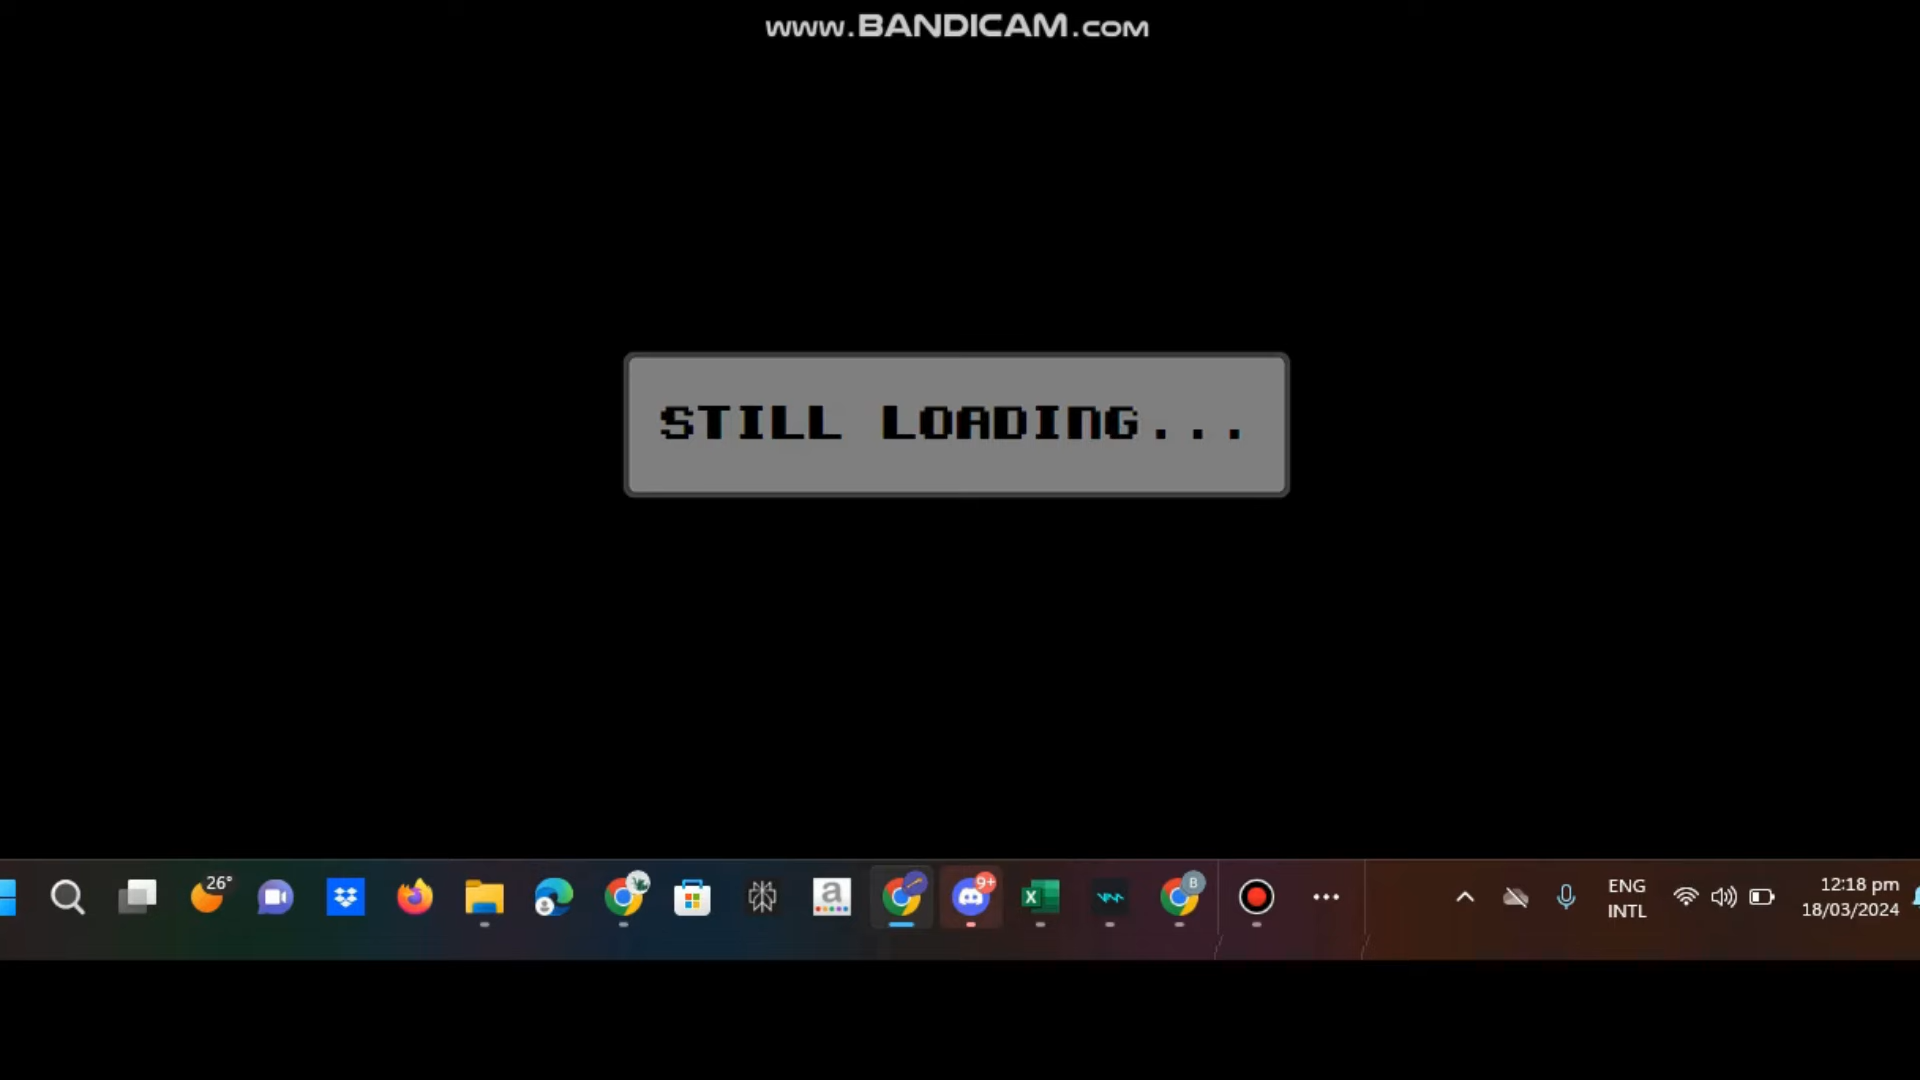 www.BANDICAM.com
STILL LOADING...
26°
a
9+
X
B
ENG
INTL
12:18 pm
18/03/2024